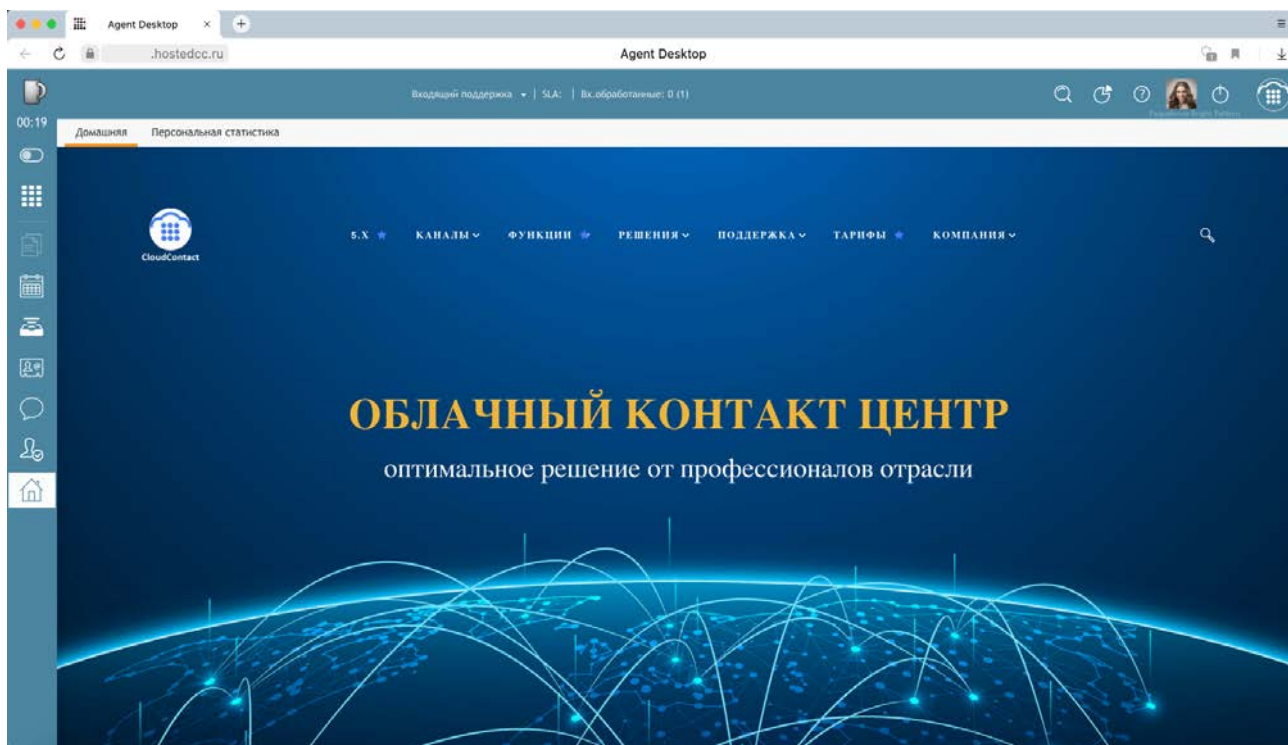 Agent Desktop
.hostedcc.ru
Agent Desktop
Входящий поддержка | SLA: | Вх.обработанные: 0 (1)
00:19
Домашняя Персональная статистика
5.X КАНАЛЫ ФУНКЦИИ РЕШЕНИЯ ПОДДЕРЖКА ТАРИФЫ КОМПАНИЯ
CloudContact
ОБЛАЧНЫЙ КОНТАКТ ЦЕНТР
оптимальное решение от профессионалов отрасли